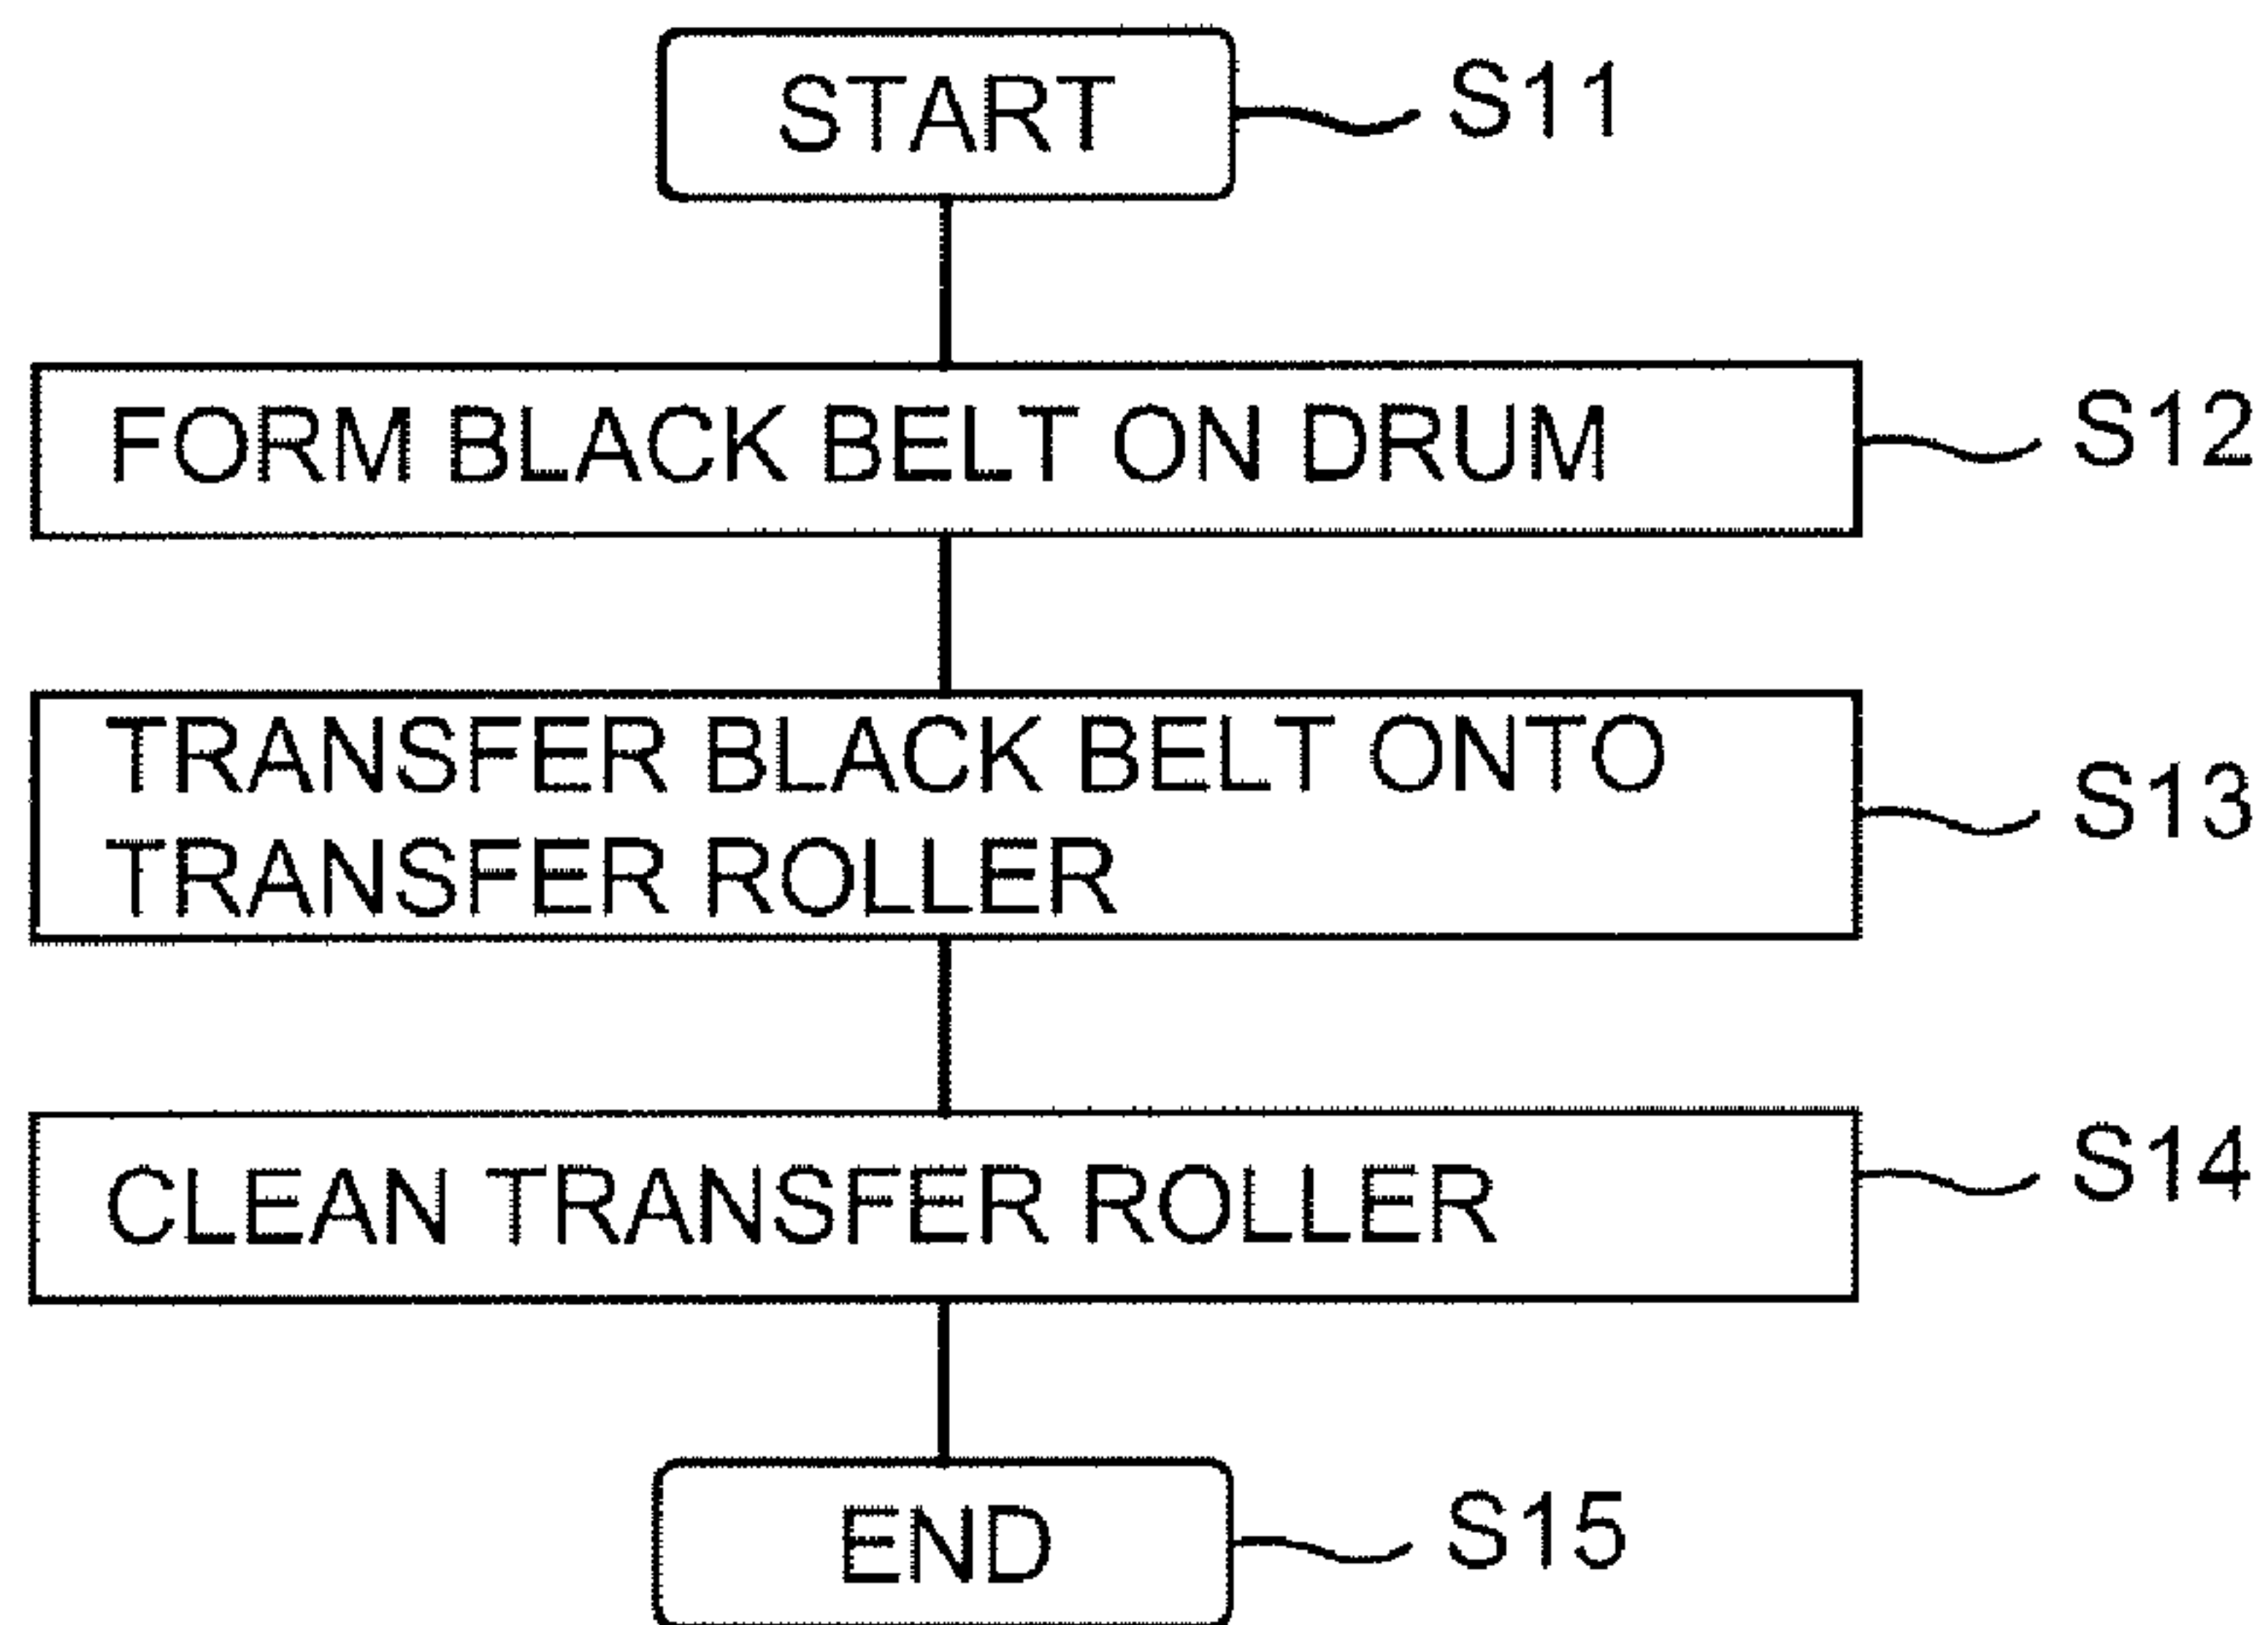 START S11
FORM BLACK BELT ON DRUM S12
TRANSFER BLACK BELT ONTO
TRANSFER ROLLER S13
CLEAN TRANSFER ROLLER S14
END S15